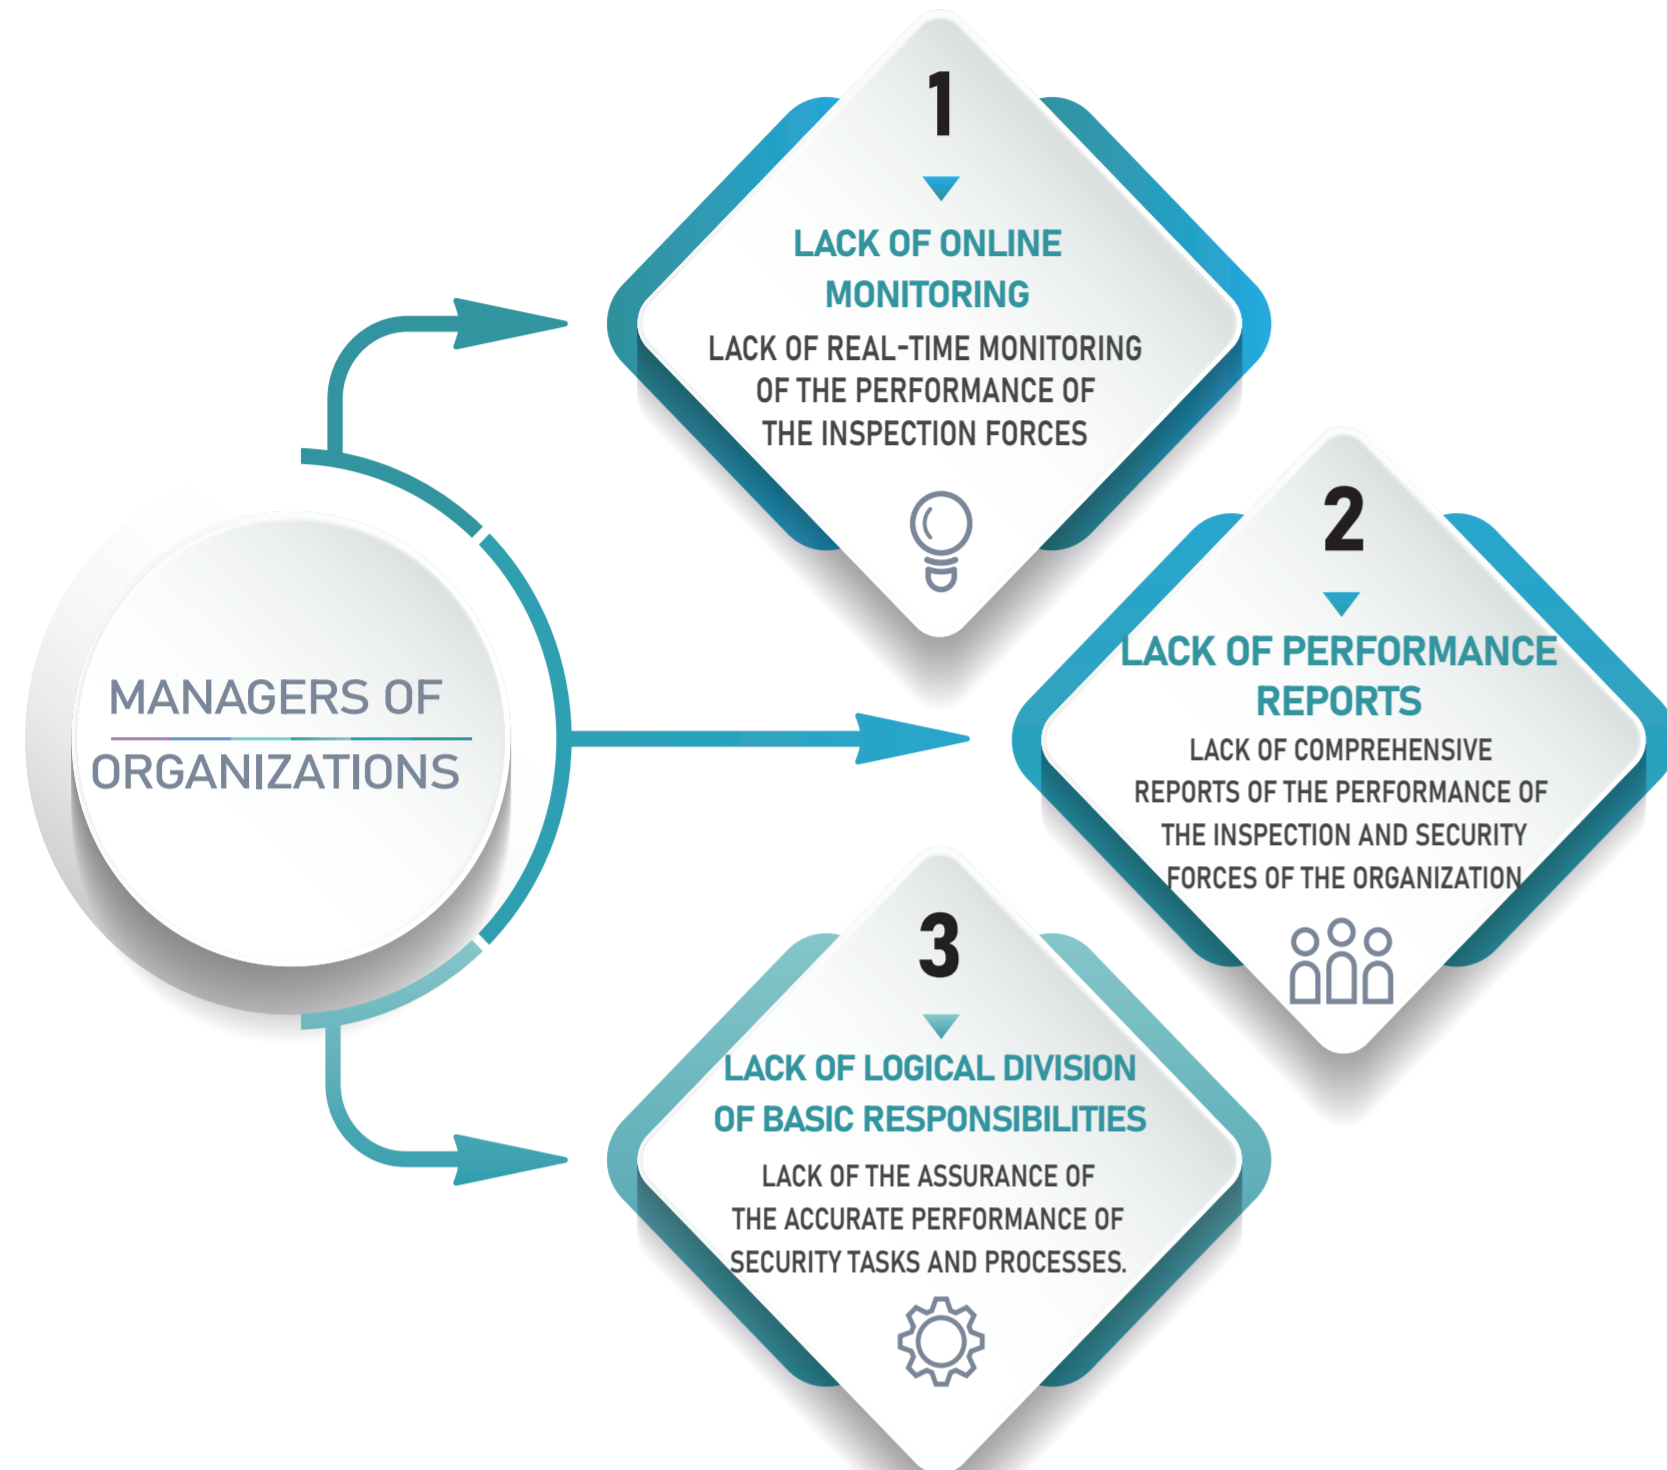 MANAGERS OF
ORGANIZATIONS
1
LACK OF ONLINE
MONITORING
LACK OF REAL-TIME MONITORING
OF THE PERFORMANCE OF
THE INSPECTION FORCES
2
LACK OF PERFORMANCE
REPORTS
LACK OF COMPREHENSIVE
REPORTS OF THE PERFORMANCE OF
THE INSPECTION AND SECURITY
FORCES OF THE ORGANIZATION
3
LACK OF LOGICAL DIVISION
OF BASIC RESPONSIBILITIES
LACK OF THE ASSURANCE OF
THE ACCURATE PERFORMANCE OF
SECURITY TASKS AND PROCESSES.